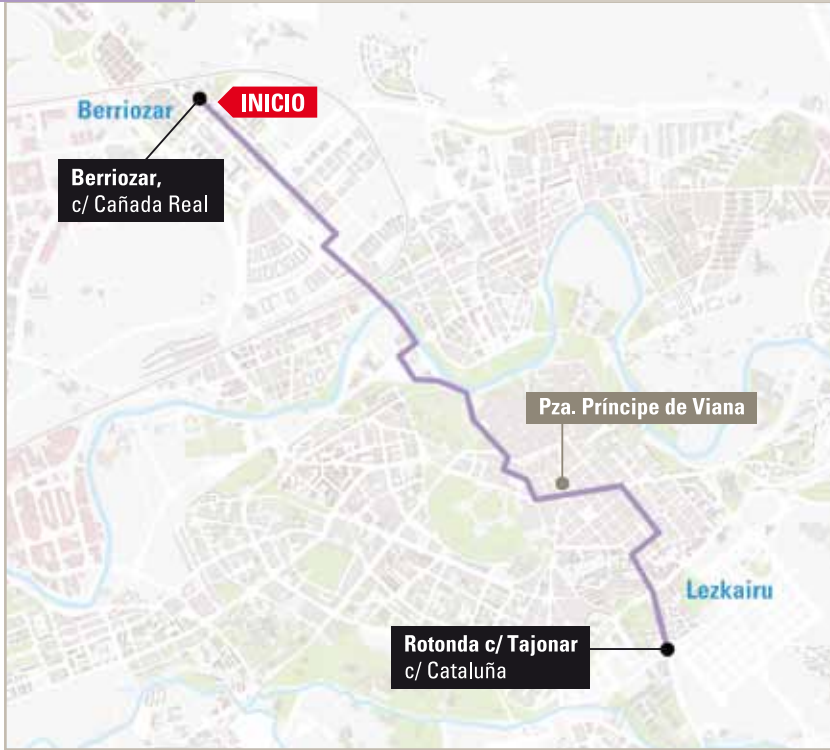 Berriozar
INICIO
Berriozar,
c/ Cañada Real
Pza. Príncipe de Viana
Lezkairu
Rotonda c/ Tajonar
c/ Cataluña